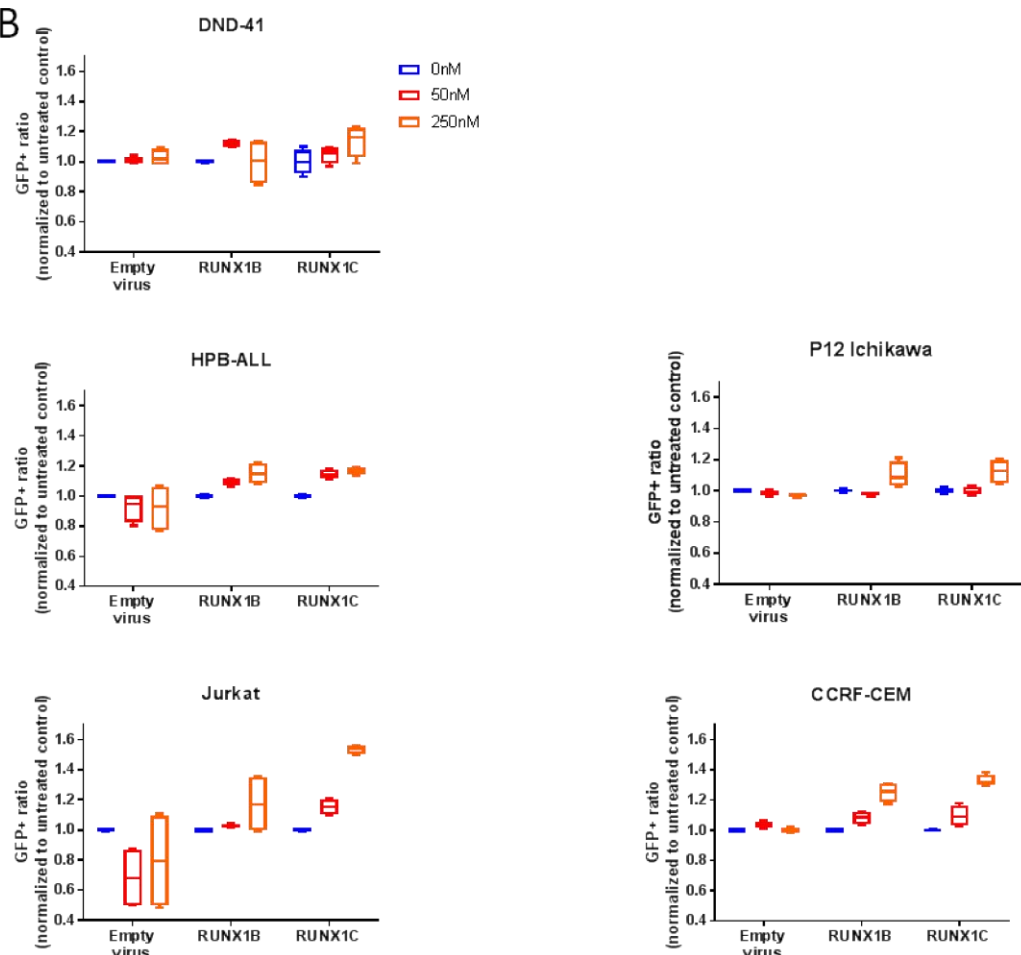 B
DND-41
GFP+ ratio
(normalized to untreated control)
1.6
1.4
1.2
1.0
0.8
0.6
0.4
Empty
virus
RUNX1B
RUNX1C
0nM
50nM
250nM
HPB-ALL
GFP+ ratio
(normalized to untreated control)
1.6
1.4
1.2
1.0
0.8
0.6
0.4
Empty
virus
RUNX1B
RUNX1C
P12 Ichikawa
GFP+ ratio
(normalized to untreated control)
1.6
1.4
1.2
1.0
0.8
0.6
0.4
Empty
virus
RUNX1B
RUNX1C
Jurkat
GFP+ ratio
(normalized to untreated control)
1.6
1.4
1.2
1.0
0.8
0.6
0.4
Empty
virus
RUNX1B
RUNX1C
CCRF-CEM
GFP+ ratio
(normalized to untreated control)
1.6
1.4
1.2
1.0
0.8
0.6
0.4
Empty
virus
RUNX1B
RUNX1C